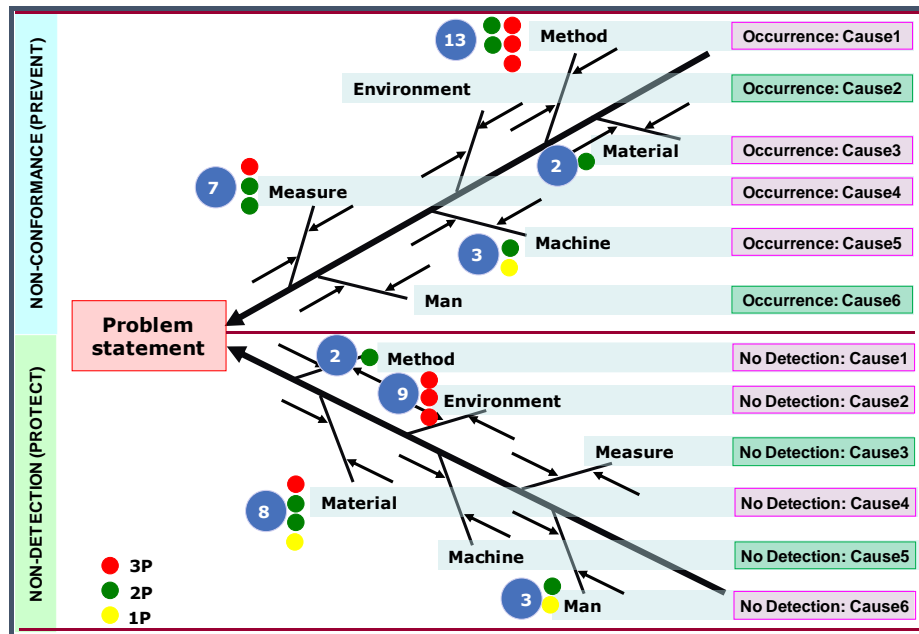 NON-CONFORMANCE (PREVENT)
13
Method
Occurrence: Cause1
Environment
Occurrence: Cause2
2
Material
Occurrence: Cause3
7
Measure
Occurrence: Cause4
3
Machine
Occurrence: Cause5
Man
Occurrence: Cause6
Problem
statement
NON-DETECTION (PROTECT)
2
Method
No Detection: Cause1
9
Environment
No Detection: Cause2
Measure
No Detection: Cause3
8
Material
No Detection: Cause4
Machine
No Detection: Cause5
3
Man
No Detection: Cause6
3P
2P
1P